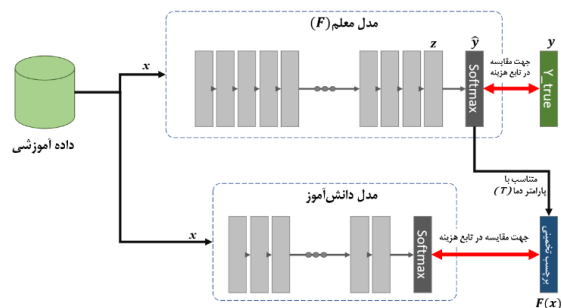 مدل معلم (F)
x
z
ŷ
y
Softmax
جهت مقایسه
در تابع هزینه
Y_true
داده آموزشی
متناسب با
پارامتر دما (T)
مدل دانش‌آموز
x
Softmax
جهت مقایسه در تابع هزینه
برچسب تخمینی
F(x)